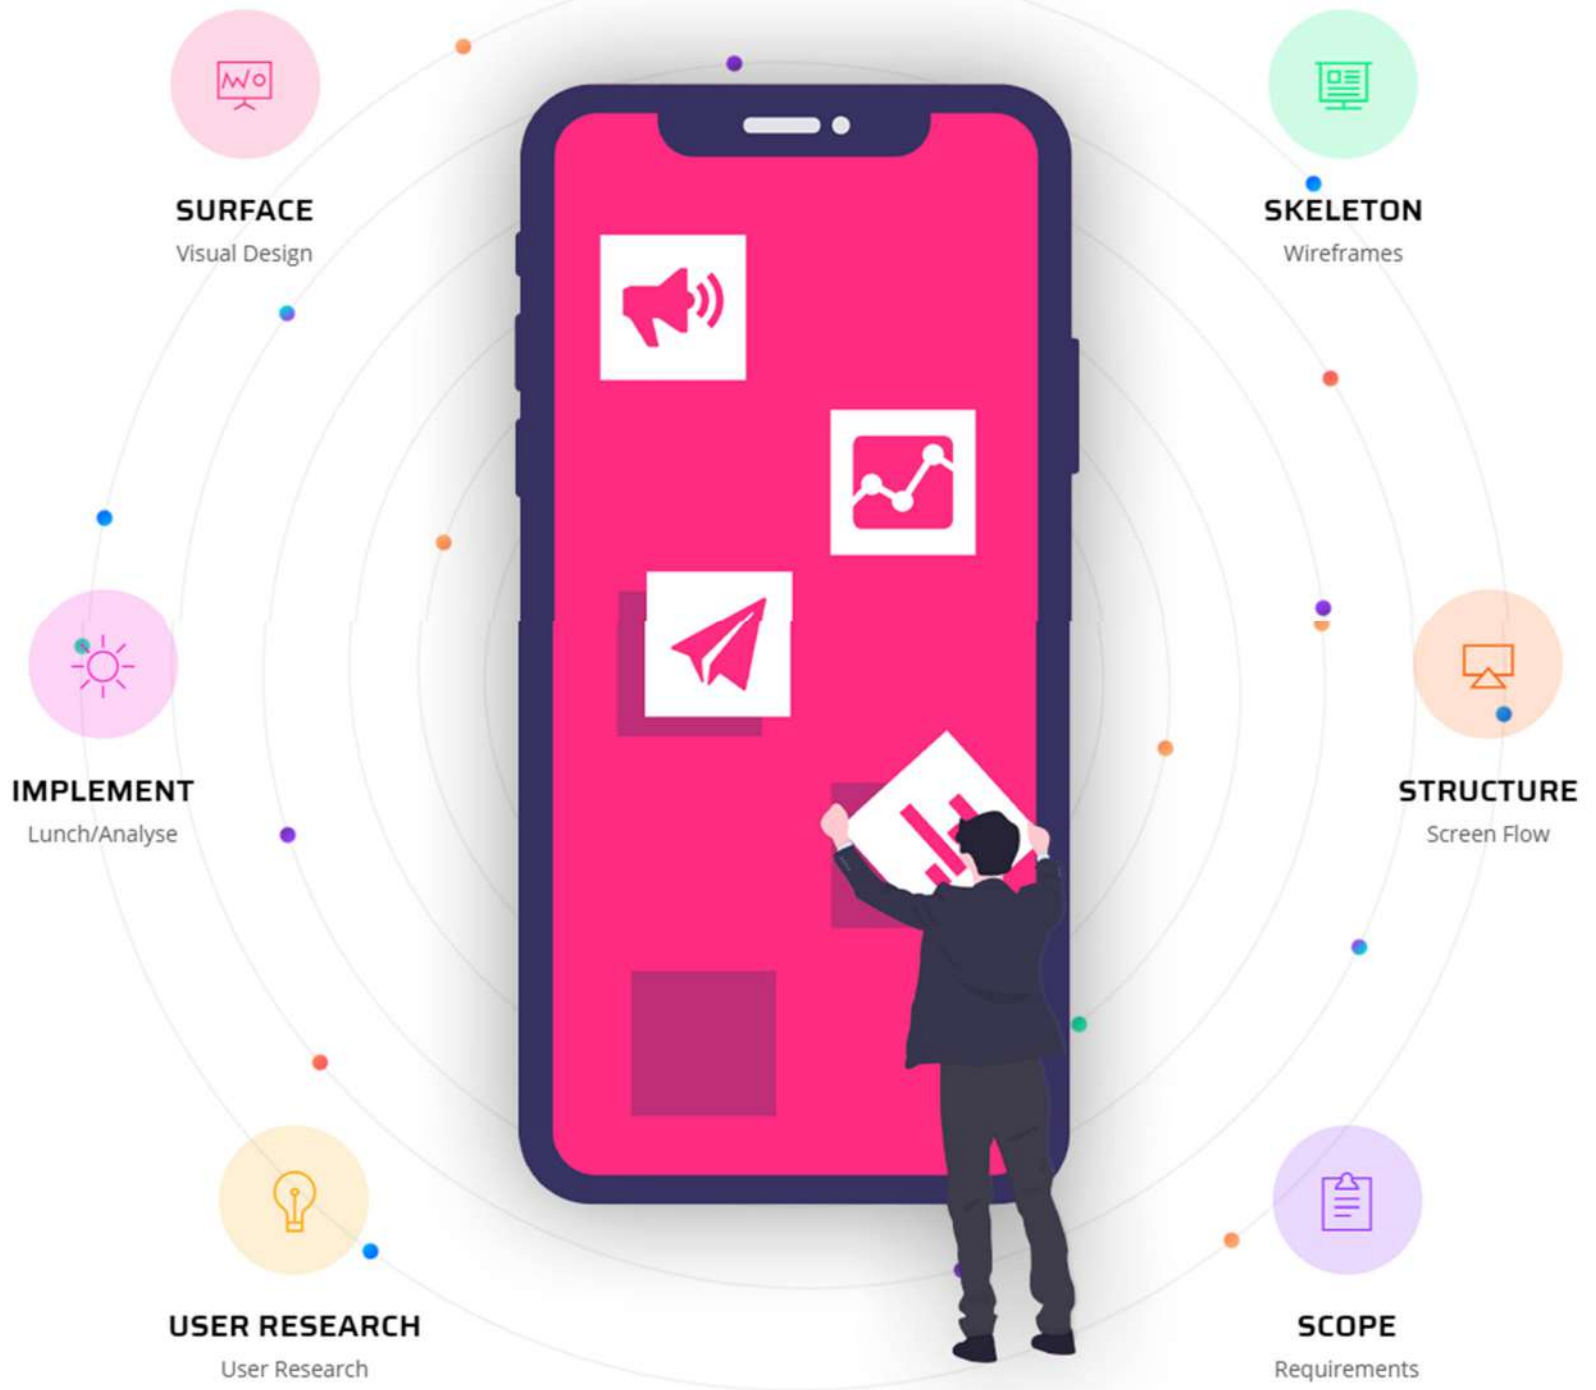 SURFACE
Visual Design
SKELETON
Wireframes
IMPLEMENT
Lunch/Analyse
STRUCTURE
Screen Flow
USER RESEARCH
User Research
SCOPE
Requirements